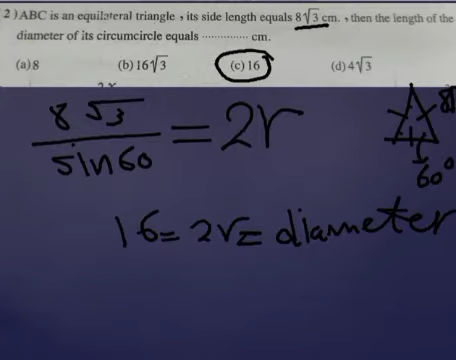 2 ) ABC is an equilateral triangle , its side length equals 8√3 cm. , then the length of the
diameter of its circumcircle equals ............... cm.
(a) 8 (b) 16√3 (c) 16 (d) 4√3
8√3 / sin60 = 2r
60°
16 = 2r = diameter